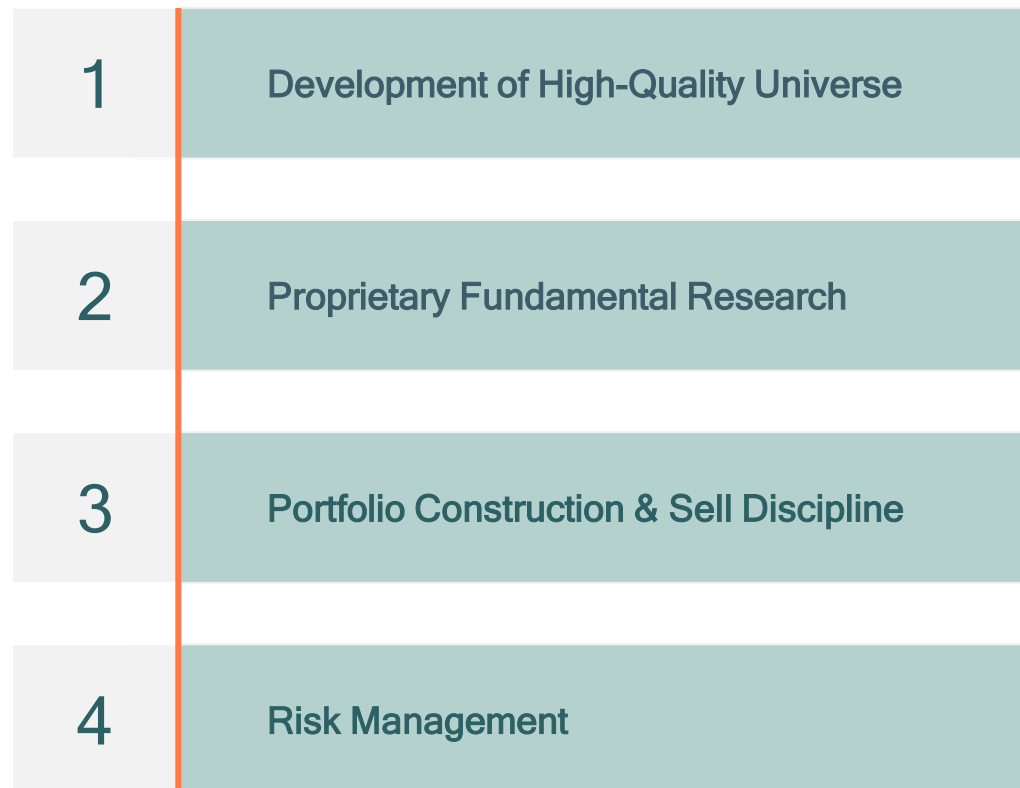 1
Development of High-Quality Universe
2
Proprietary Fundamental Research
3
Portfolio Construction & Sell Discipline
4
Risk Management